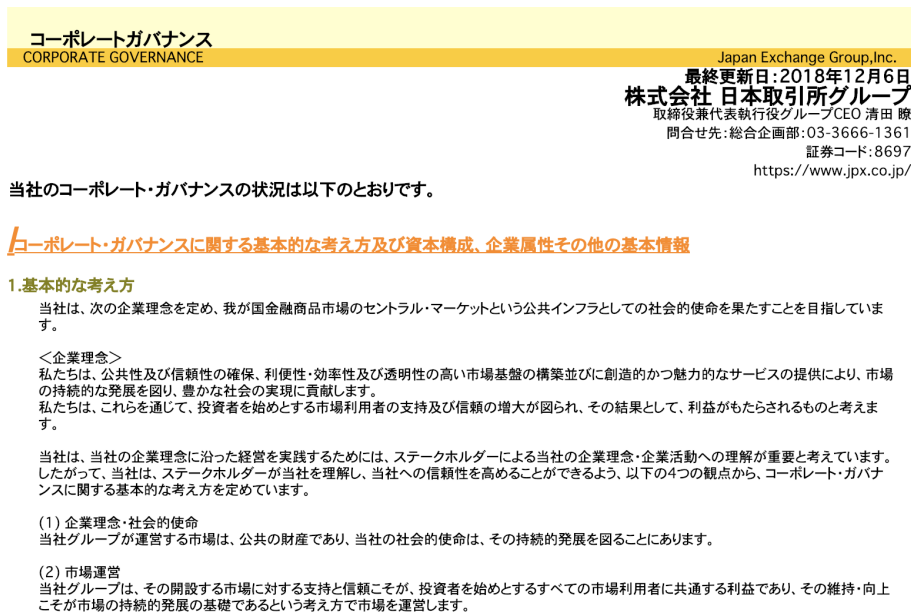 コーポレートガバナンス
CORPORATE GOVERNANCE
Japan Exchange Group,Inc.
最終更新日:2018年12月6日
株式会社 日本取引所グループ
取締役兼代表執行役グループCEO 清田 瞭
問合せ先:総合企画部:03-3666-1361
証券コード:8697
https://www.jpx.co.jp/
当社のコーポレート・ガバナンスの状況は以下のとおりです。
Iコーポレート・ガバナンスに関する基本的な考え方及び資本構成、企業属性その他の基本情報
1.基本的な考え方
当社は、次の企業理念を定め、我が国金融商品市場のセントラル・マーケットという公共インフラとしての社会的使命を果たすことを目指していま
す。
＜企業理念＞
私たちは、公共性及び信頼性の確保、利便性・効率性及び透明性の高い市場基盤の構築並びに創造的かつ魅力的なサービスの提供により、市場
の持続的な発展を図り、豊かな社会の実現に貢献します。
私たちは、これらを通じて、投資者を始めとする市場利用者の支持及び信頼の増大が図られ、その結果として、利益がもたらされるものと考えま
す。
当社は、当社の企業理念に沿った経営を実践するためには、ステークホルダーによる当社の企業理念・企業活動への理解が重要と考えています。
したがって、当社は、ステークホルダーが当社を理解し、当社への信頼性を高めることができるよう、以下の4つの観点から、コーポレート・ガバナ
ンスに関する基本的な考え方を定めています。
(1) 企業理念・社会的使命
当社グループが運営する市場は、公共の財産であり、当社の社会的使命は、その持続的発展を図ることにあります。
(2) 市場運営
当社グループは、その開設する市場に対する支持と信頼こそが、投資者を始めとするすべての市場利用者に共通する利益であり、その維持・向上
こそが市場の持続的発展の基礎であるという考え方で市場を運営します。